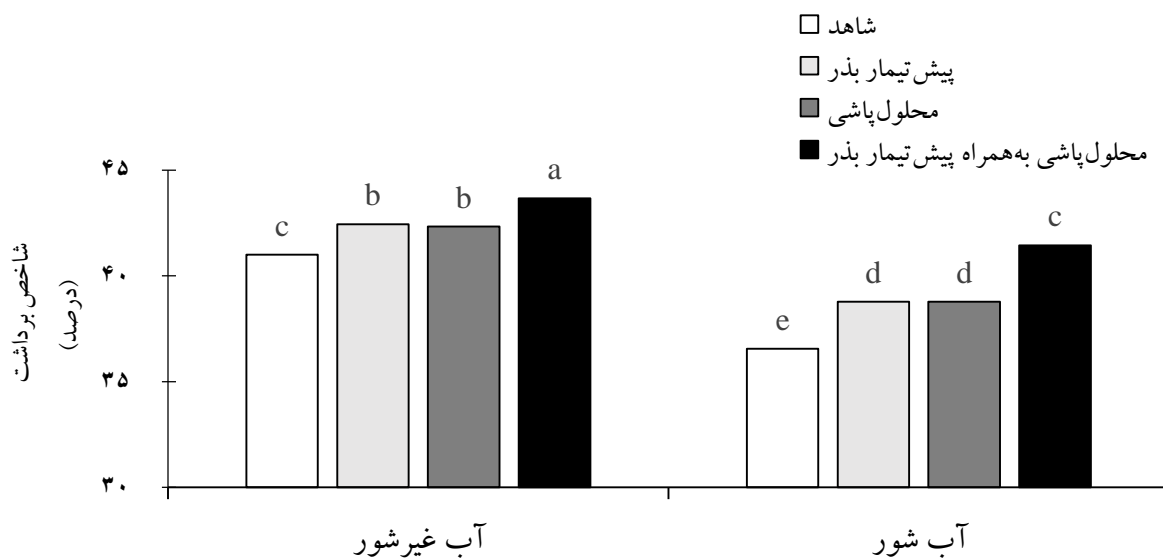 شاهد
پیش‌تیمار بذر
محلول‌پاشی
محلول‌پاشی به‌همراه پیش‌تیمار بذر
شاخص برداشت
(درصد)
۴۵
۴۰
۳۵
۳۰
c
b
b
a
e
d
d
c
آب غیرشور
آب شور